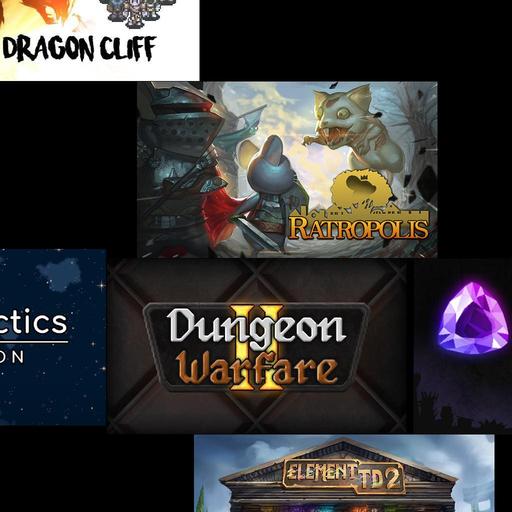 DRAGON CLIFF
RATROPOLIS
ctics
ON
Dungeon
II
Warfare
ELEMENT TD 2